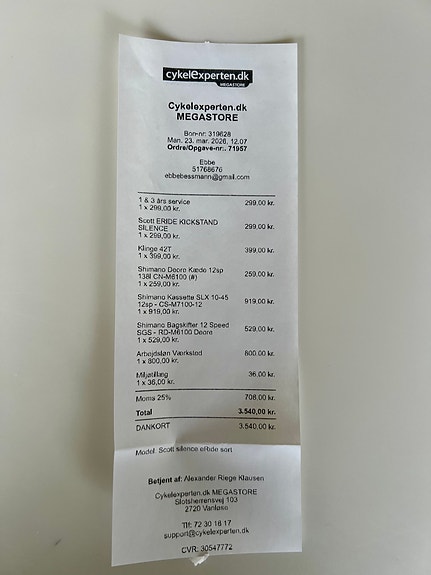 cykelexperten.dk
MEGASTORE
Cykelexperten.dk
MEGASTORE
Bon-nr: 319628
Man. 23. mar. 2026, 12.07
Ordre/Opgave-nr.: 71957
Ebbe
51768676
ebbebessmann@gmail.com
1 & 3 års service 299,00 kr.
1 x 299,00 kr.
Scott ERIDE KICKSTAND 299,00 kr.
SILENCE
1 x 299,00 kr.
Klinge 42T 399,00 kr.
1 x 399,00 kr.
Shimano Deore Kæde 12sp 259,00 kr.
138l CN-M6100 (#)
1 x 259,00 kr.
Shimano Kassette SLX 10-45 919,00 kr.
12sp - CS-M7100-12
1 x 919,00 kr.
Shimano Bagskifter 12 Speed 529,00 kr.
SGS - RD-M6100 Deore
1 x 529,00 kr.
Arbejdsløn Værksted 800,00 kr.
1 x 800,00 kr.
Miljøtillæg 36,00 kr.
1 x 36,00 kr.
Moms 25% 708,00 kr.
Total 3.540,00 kr.
DANKORT 3.540,00 kr.
Model: Scott silence eRide sort
Betjent af: Alexander Riege Klausen
Cykelexperten.dk MEGASTORE
Slotsherrensvej 103
2720 Vanløse
Tlf: 72 30 16 17
support@cykelexperten.dk
CVR: 30547772